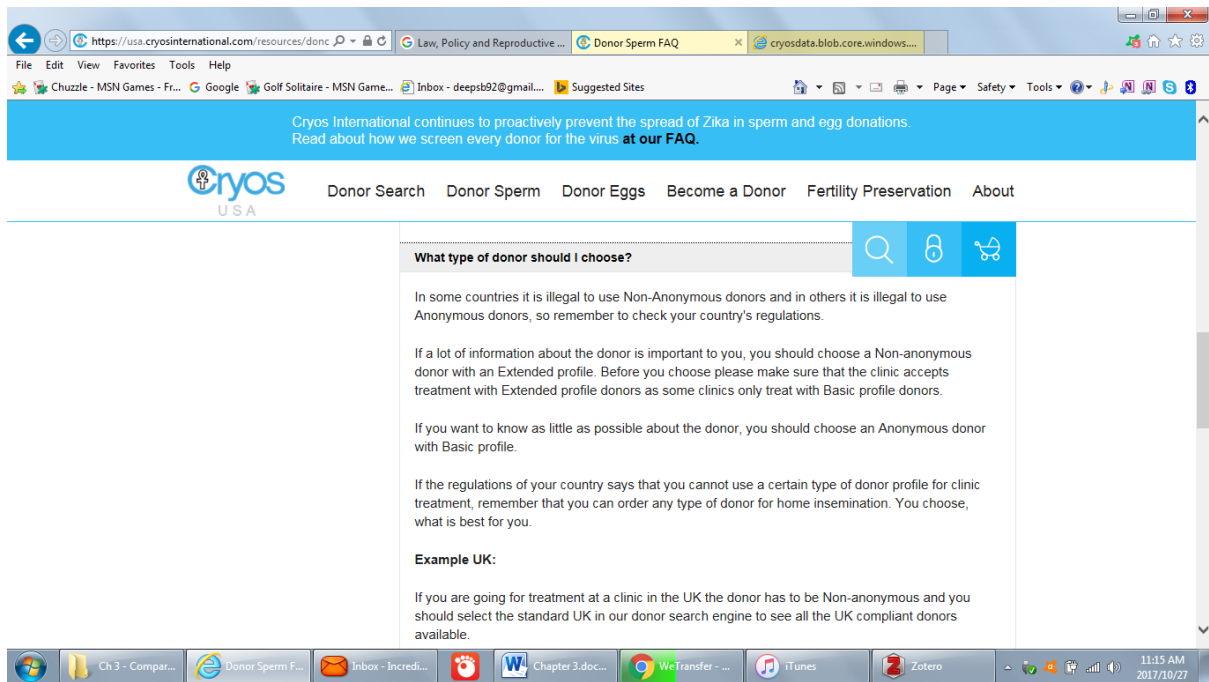 https://usa.cryosinternational.com/resources/donc
Law, Policy and Reproductive ...
Donor Sperm FAQ
cryosdata.blob.core.windows....
File Edit View Favorites Tools Help
Chuzzle - MSN Games - Fr... Google Golf Solitaire - MSN Game... Inbox - deepsb92@gmail.... Suggested Sites Page Safety Tools
Cryos International continues to proactively prevent the spread of Zika in sperm and egg donations.
Read about how we screen every donor for the virus at our FAQ.
Cryos
USA
Donor Search Donor Sperm Donor Eggs Become a Donor Fertility Preservation About
What type of donor should I choose?
In some countries it is illegal to use Non-Anonymous donors and in others it is illegal to use
Anonymous donors, so remember to check your country's regulations.
If a lot of information about the donor is important to you, you should choose a Non-anonymous
donor with an Extended profile. Before you choose please make sure that the clinic accepts
treatment with Extended profile donors as some clinics only treat with Basic profile donors.
If you want to know as little as possible about the donor, you should choose an Anonymous donor
with Basic profile.
If the regulations of your country says that you cannot use a certain type of donor profile for clinic
treatment, remember that you can order any type of donor for home insemination. You choose,
what is best for you.
Example UK:
If you are going for treatment at a clinic in the UK the donor has to be Non-anonymous and you
should select the standard UK in our donor search engine to see all the UK compliant donors
available.
Ch 3 - Compar... Donor Sperm F... Inbox - Incredi... Chapter 3.doc... WeTransfer - ... iTunes Zotero
11:15 AM
2017/10/27